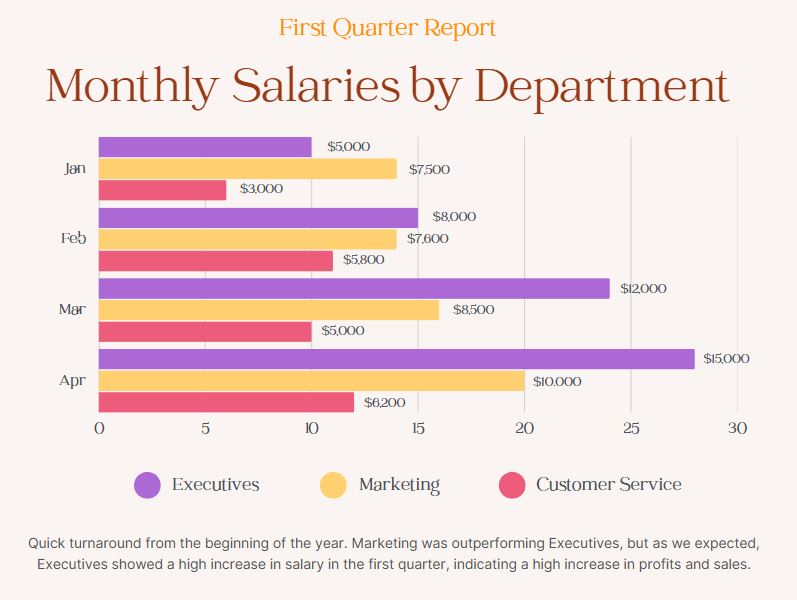 First Quarter Report
Monthly Salaries by Department
Jan
$5,000
$7,500
$3,000
Feb
$8,000
$7,600
$5,800
Mar
$12,000
$8,500
$5,000
Apr
$15,000
$10.000
$6,200
0 5 10 15 20 25 30
Executives Marketing Customer Service
Quick turnaround from the beginning of the year. Marketing was outperforming Executives, but as we expected,
Executives showed a high increase in salary in the first quarter, indicating a high increase in profits and sales.